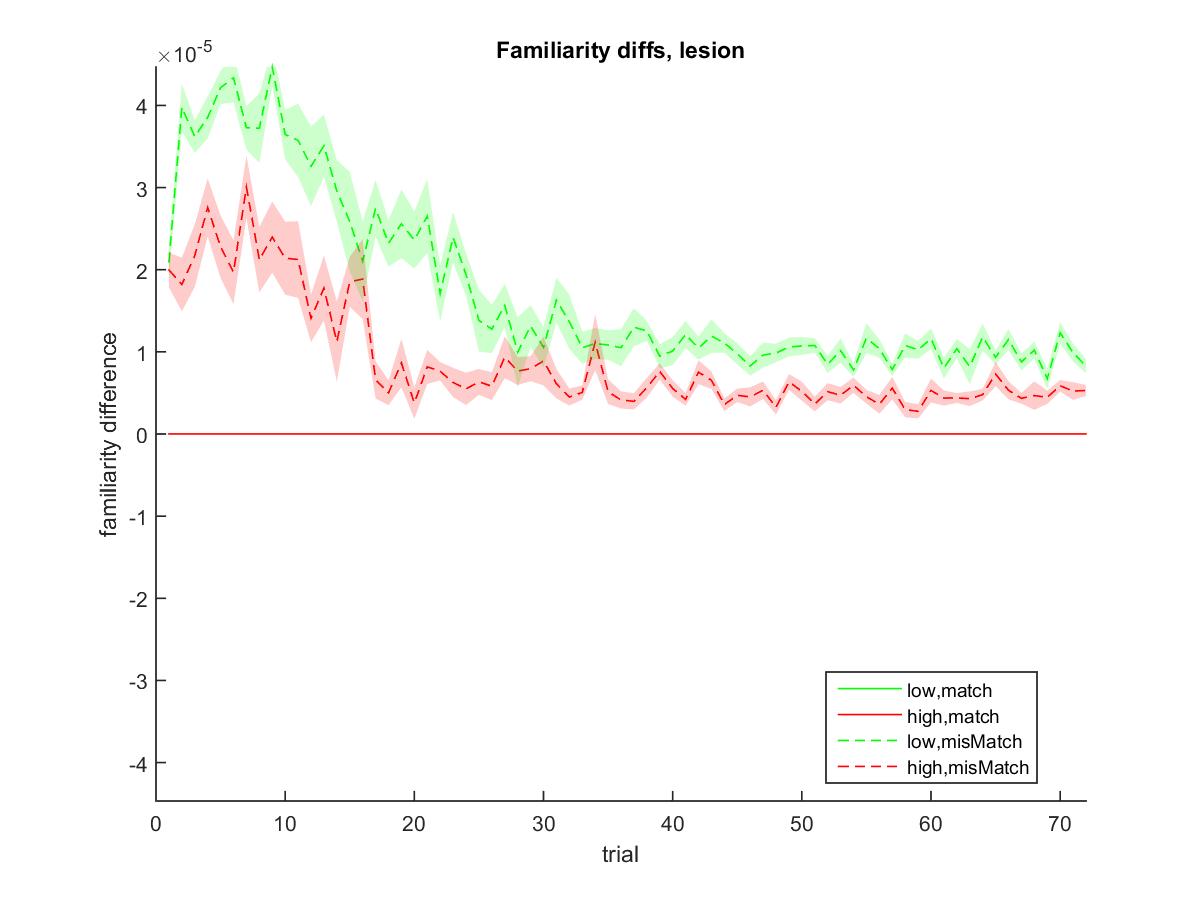 Familiarity diffs, lesion
×10-5
4
3
2
1
0
-1
-2
-3
-4
familiarity difference
0 10 20 30 40 50 60 70
trial
low,match
high,match
low,misMatch
high,misMatch